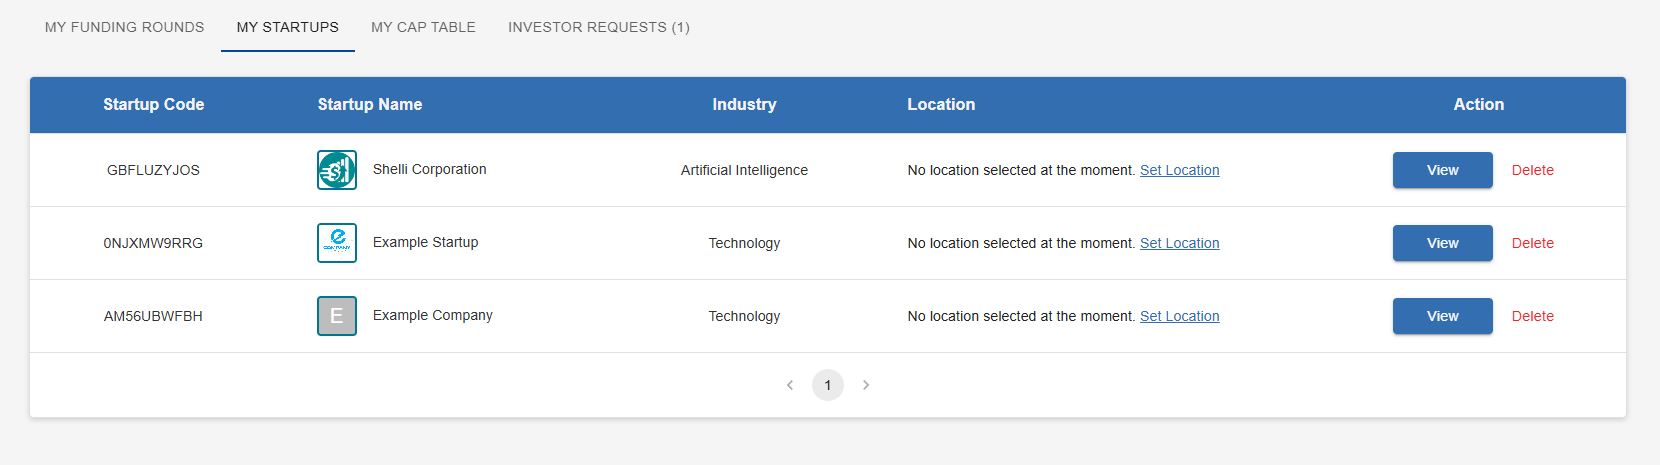 MY FUNDING ROUNDS MY STARTUPS MY CAP TABLE INVESTOR REQUESTS (1)
Startup Code Startup Name Industry Location Action
GBFLUZYJOS Shelli Corporation Artificial Intelligence No location selected at the moment. Set Location View Delete
0NJXMW9RRG Example Startup Technology No location selected at the moment. Set Location View Delete
AM56UBWFBH E Example Company Technology No location selected at the moment. Set Location View Delete
1